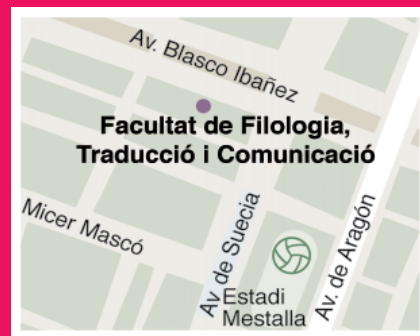 Av. Blasco Ibañez
Facultat de Filologia,
Traducció i Comunicació
Micer Mascó
Av de Suecia
Av. de Aragón
Estadi
Mestalla